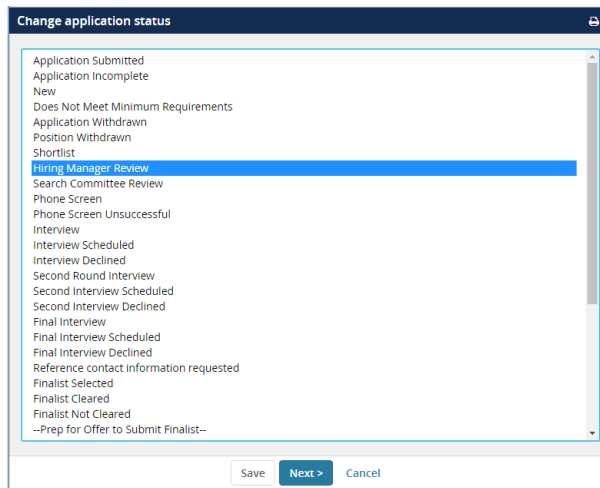 Change application status
Application Submitted
Application Incomplete
New
Does Not Meet Minimum Requirements
Application Withdrawn
Position Withdrawn
Shortlist
Hiring Manager Review
Search Committee Review
Phone Screen
Phone Screen Unsuccessful
Interview
Interview Scheduled
Interview Declined
Second Round Interview
Second Interview Scheduled
Second Interview Declined
Final Interview
Final Interview Scheduled
Final Interview Declined
Reference contact information requested
Finalist Selected
Finalist Cleared
Finalist Not Cleared
--Prep for Offer to Submit Finalist--
Save Next > Cancel